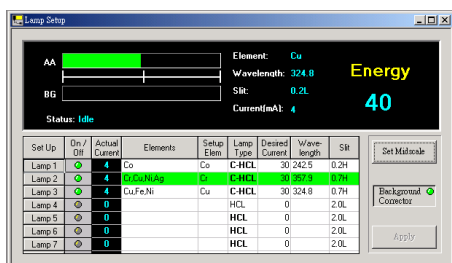 Lamp Setup
AA
BG
Status: Idle
Element: Cu
Wavelength: 324.8
Slit: 0.2L
Current(mA): 4
Energy
40
Set Up On / Off Actual Current Elements Setup Elem Lamp Type Desired Current Wave-length Slit
Lamp 1 4 Co Co C-HCL 30 242.5 0.2H
Lamp 2 4 Cr,Cu,Ni,Ag Cr C-HCL 30 357.9 0.7H
Lamp 3 4 Cu,Fe,Ni Cu C-HCL 30 324.8 0.7H
Lamp 4 0 HCL 0 2.0L
Lamp 5 0 HCL 0 2.0L
Lamp 6 0 HCL 0 2.0L
Lamp 7 0 HCL 0 2.0L
Set Midscale
Background
Corrector
Apply